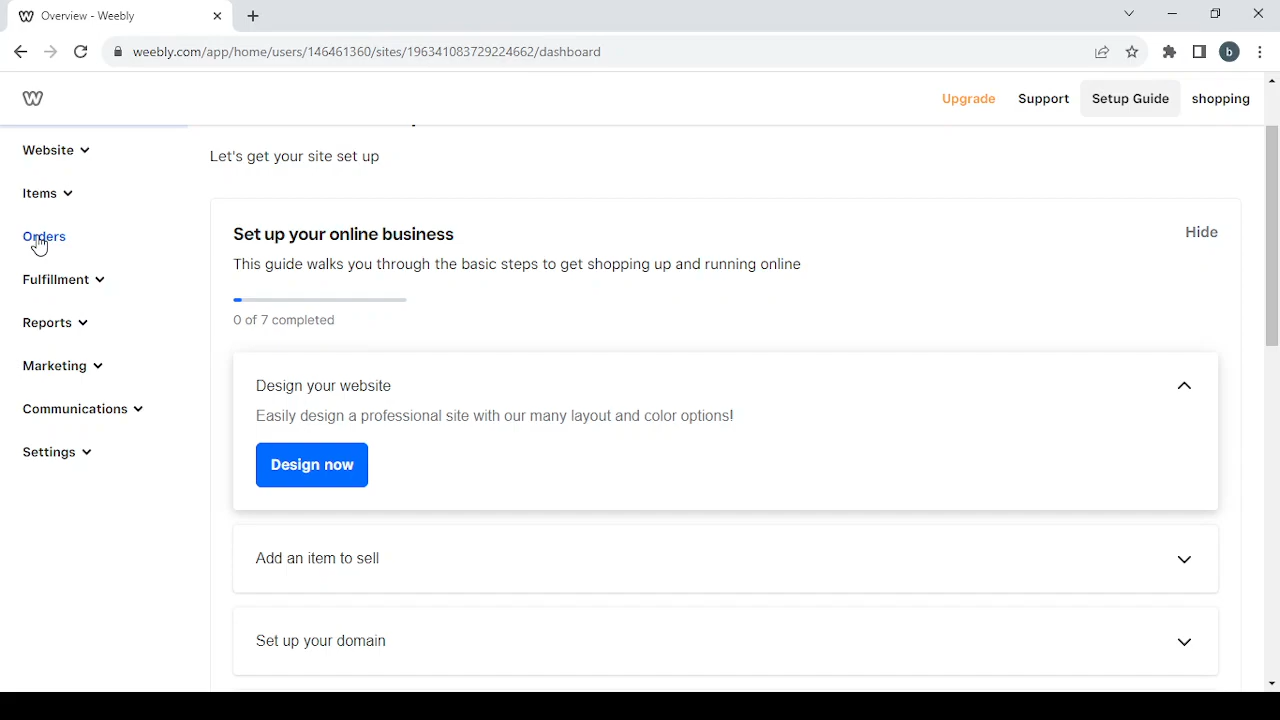 Overview - Weebly
weebly.com/app/home/users/146461360/sites/196341083729224662/dashboard
b
W
Upgrade
Support
Setup Guide
shopping
Website
Items
Orders
Fulfillment
Reports
Marketing
Communications
Settings
Let's get your site set up
Set up your online business
Hide
This guide walks you through the basic steps to get shopping up and running online
0 of 7 completed
Design your website
Easily design a professional site with our many layout and color options!
Design now
Add an item to sell
Set up your domain